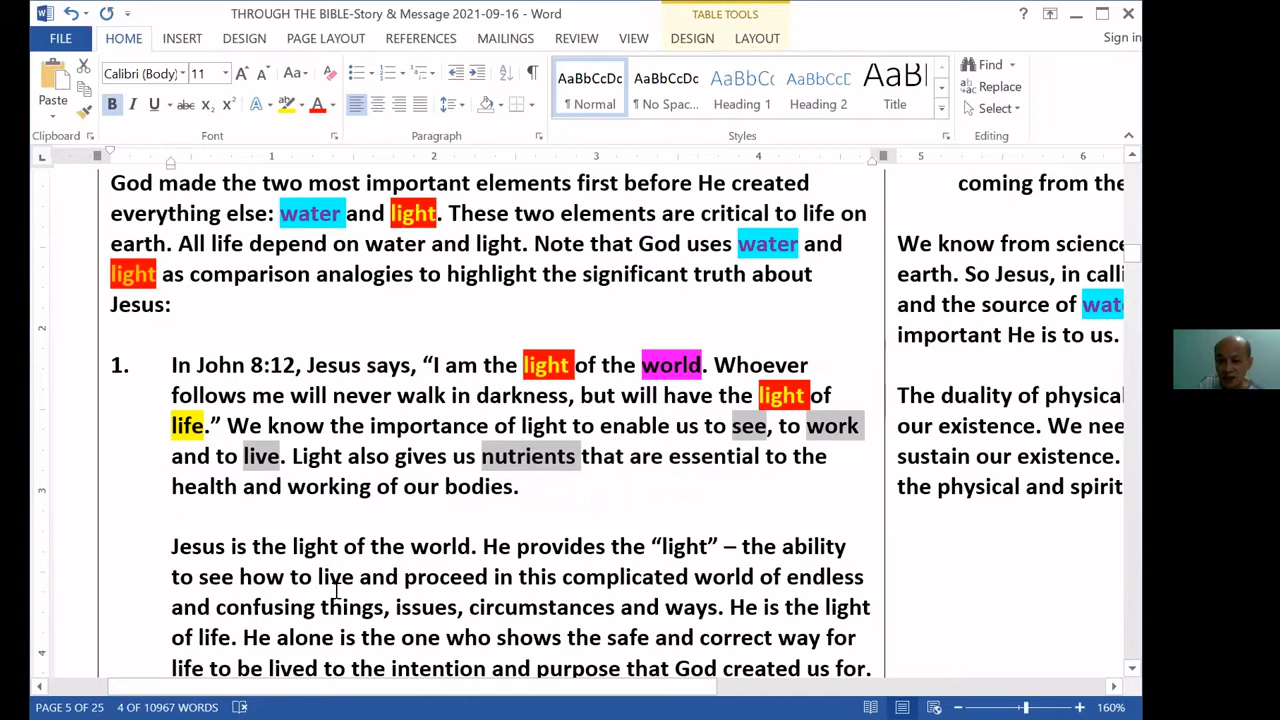 THROUGH THE BIBLE-Story & Message 2021-09-16 - Word
TABLE TOOLS
FILE HOME INSERT DESIGN PAGE LAYOUT REFERENCES MAILINGS REVIEW VIEW DESIGN LAYOUT
Sign in
Calibri (Body) 11
Paste
AaBbCcDc AaBbCcDc AaBbCc AaBbCcDc AaB
¶ Normal ¶ No Spac... Heading 1 Heading 2 Title
Find
Replace
Select
Clipboard Font Paragraph Styles Editing
1 2 3 4 5 6
God made the two most important elements first before He created
everything else: water and light. These two elements are critical to life on
earth. All life depend on water and light. Note that God uses water and
light as comparison analogies to highlight the significant truth about
Jesus:
1. In John 8:12, Jesus says, “I am the light of the world. Whoever
follows me will never walk in darkness, but will have the light of
life.” We know the importance of light to enable us to see, to work
and to live. Light also gives us nutrients that are essential to the
health and working of our bodies.
Jesus is the light of the world. He provides the “light” – the ability
to see how to live and proceed in this complicated world of endless
and confusing things, issues, circumstances and ways. He is the light
of life. He alone is the one who shows the safe and correct way for
life to be lived to the intention and purpose that God created us for.
coming from the
We know from science
earth. So Jesus, in calli
and the source of wat
important He is to us.
The duality of physical
our existence. We nee
sustain our existence.
the physical and spirit
2
3
4
PAGE 5 OF 25 4 OF 10967 WORDS 160%